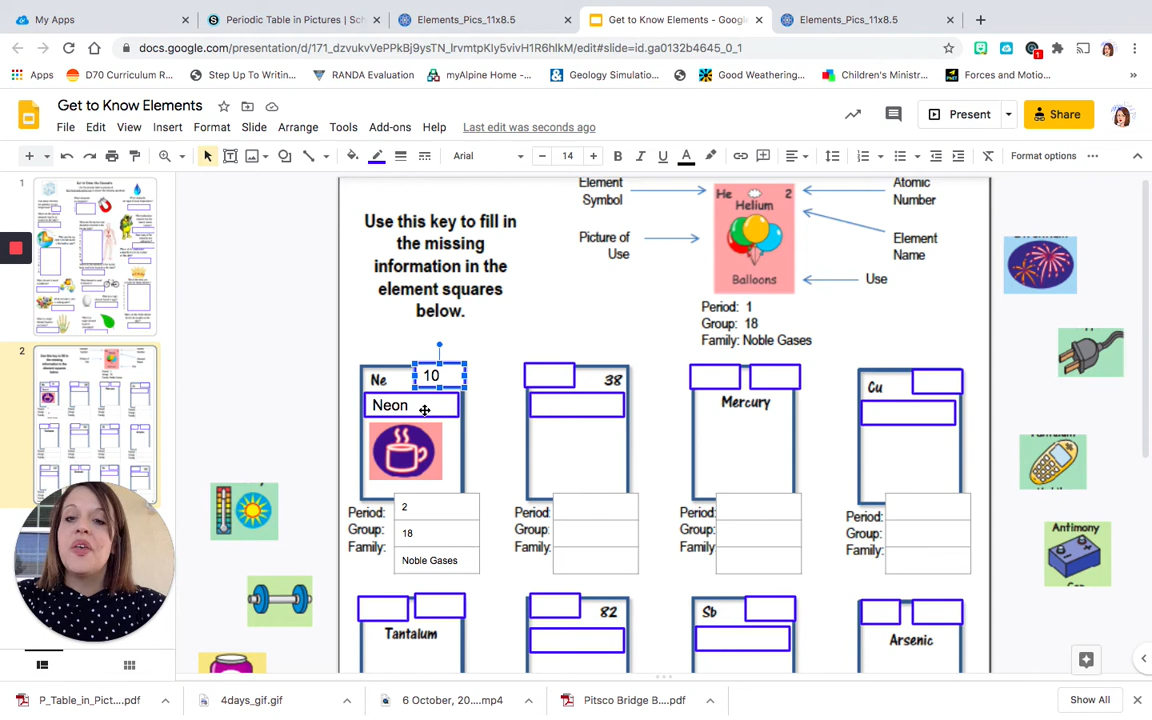 My Apps
Periodic Table in Pictures | Sch
Elements_Pics_11x8.5
Get to Know Elements - Google
Elements_Pics_11x8.5
docs.google.com/presentation/d/171_dzvukvVePPkBj9ysTN_lrvmtpKIy5vivH1R6hlkM/edit#slide=id.ga0132b4645_0_1
Apps
D70 Curriculum R...
Step Up To Writin...
RANDA Evaluation
myAlpine Home -...
Geology Simulatio...
Good Weathering...
Children's Ministr...
Forces and Motio...
Get to Know Elements
File Edit View Insert Format Slide Arrange Tools Add-ons Help Last edit was seconds ago
Present
Share
Arial
14
B I U A
Format options
1
2
Use this key to fill in
the missing
information in the
element squares
below.
Element
Symbol
Picture of
Use
He 2
Helium
Balloons
Atomic
Number
Element
Name
Use
Period: 1
Group: 18
Family: Noble Gases
Ne 10
Neon
Period: 2
Group: 18
Family: Noble Gases
38
Period:
Group:
Family
Mercury
Period:
Group:
Family
Cu
Period:
Group:
Family:
Tantalum
82
Sb
Arsenic
Antimony
P_Table_in_Pict....pdf
4days_gif.gif
6 October, 20....mp4
Pitsco Bridge B....pdf
Show All